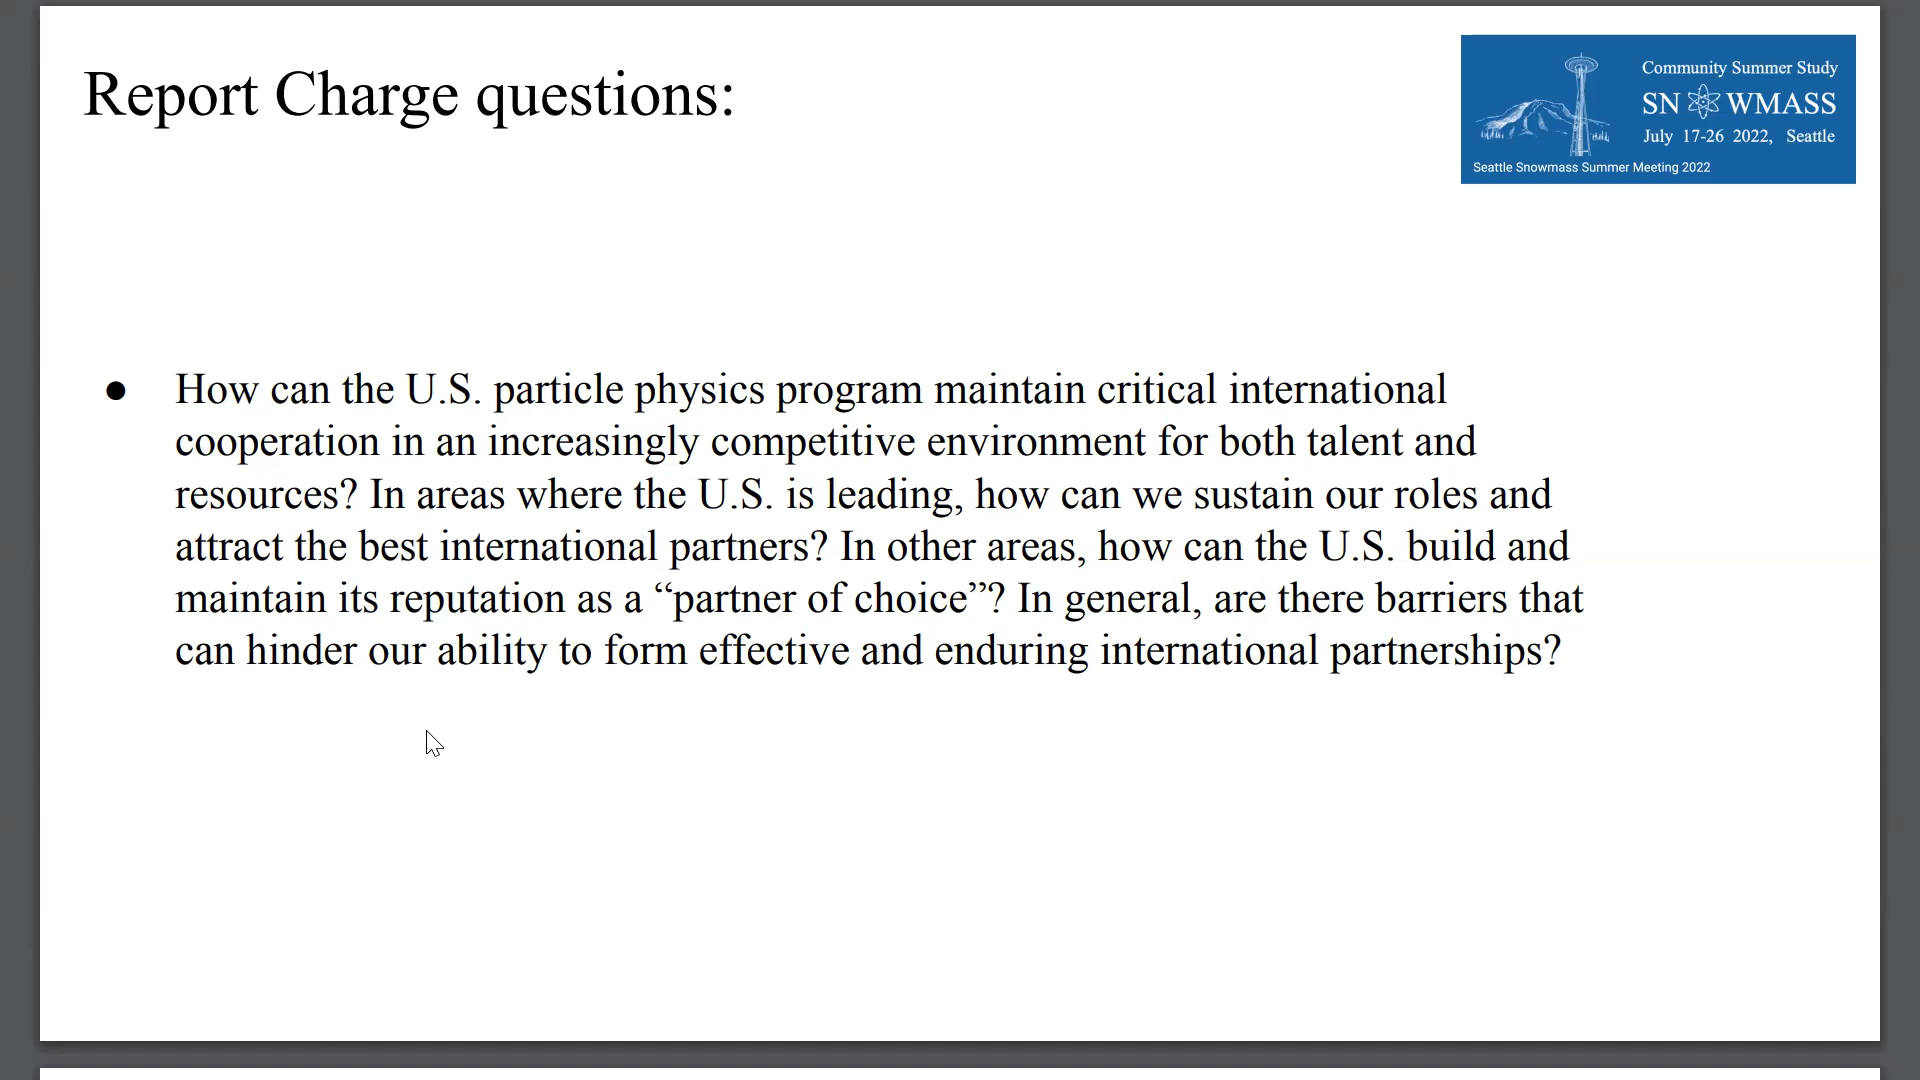 Report Charge questions:
Community Summer Study
SN WMASS
July 17-26 2022, Seattle
Seattle Snowmass Summer Meeting 2022
● How can the U.S. particle physics program maintain critical international
cooperation in an increasingly competitive environment for both talent and
resources? In areas where the U.S. is leading, how can we sustain our roles and
attract the best international partners? In other areas, how can the U.S. build and
maintain its reputation as a “partner of choice”? In general, are there barriers that
can hinder our ability to form effective and enduring international partnerships?